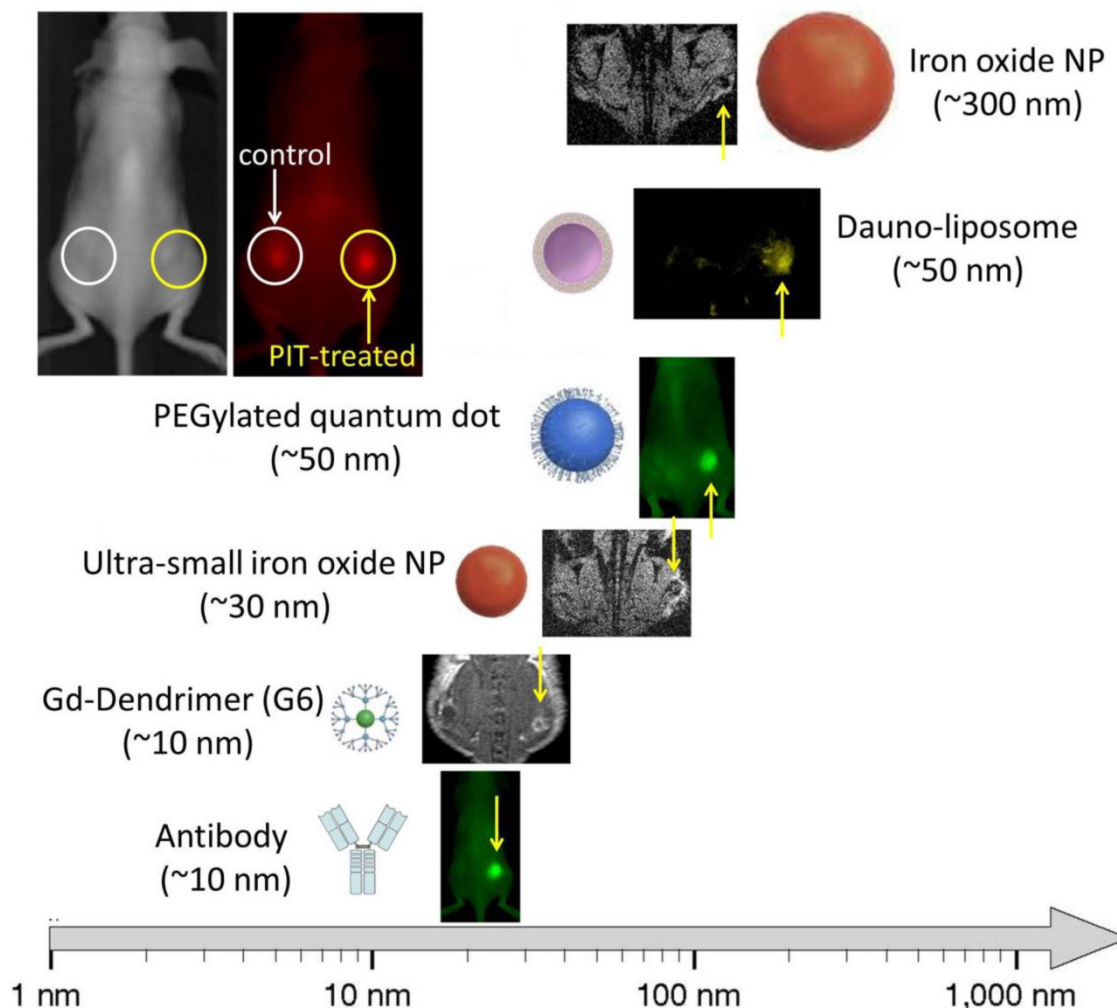 Iron oxide NP
(~300 nm)
control
Dauno-liposome
(~50 nm)
PIT-treated
PEGylated quantum dot
(~50 nm)
Ultra-small iron oxide NP
(~30 nm)
Gd-Dendrimer (G6)
(~10 nm)
Antibody
(~10 nm)
1 nm
10 nm
100 nm
1,000 nm